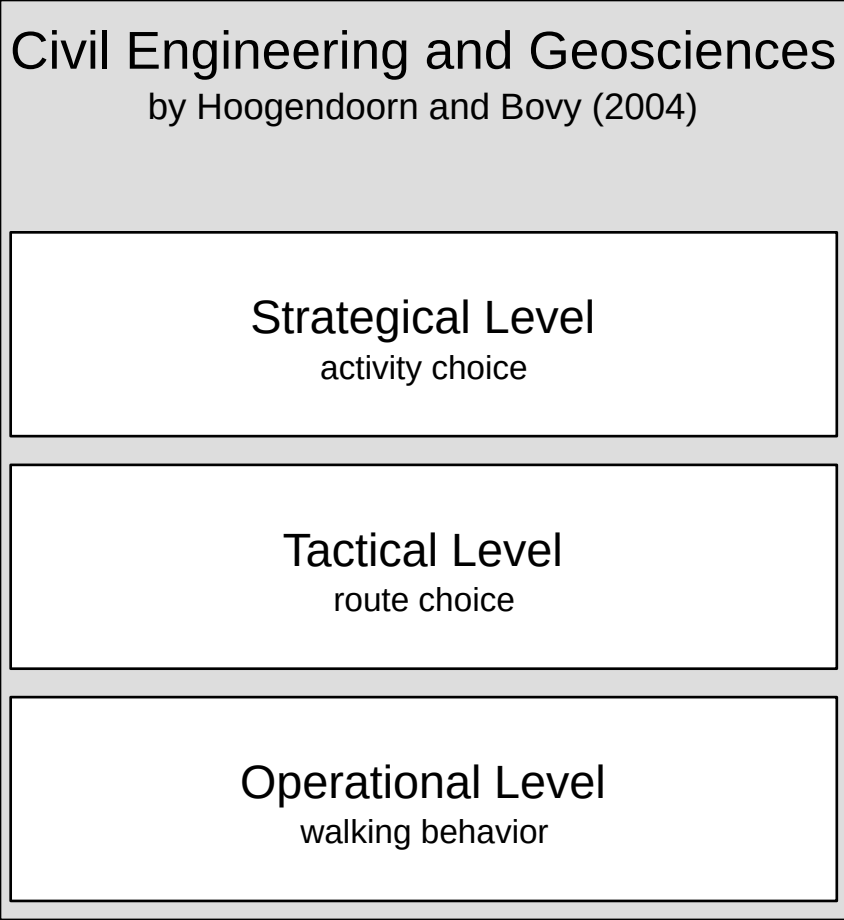 Civil Engineering and Geosciences
by Hoogendoorn and Bovy (2004)
Strategical Level
activity choice
Tactical Level
route choice
Operational Level
walking behavior